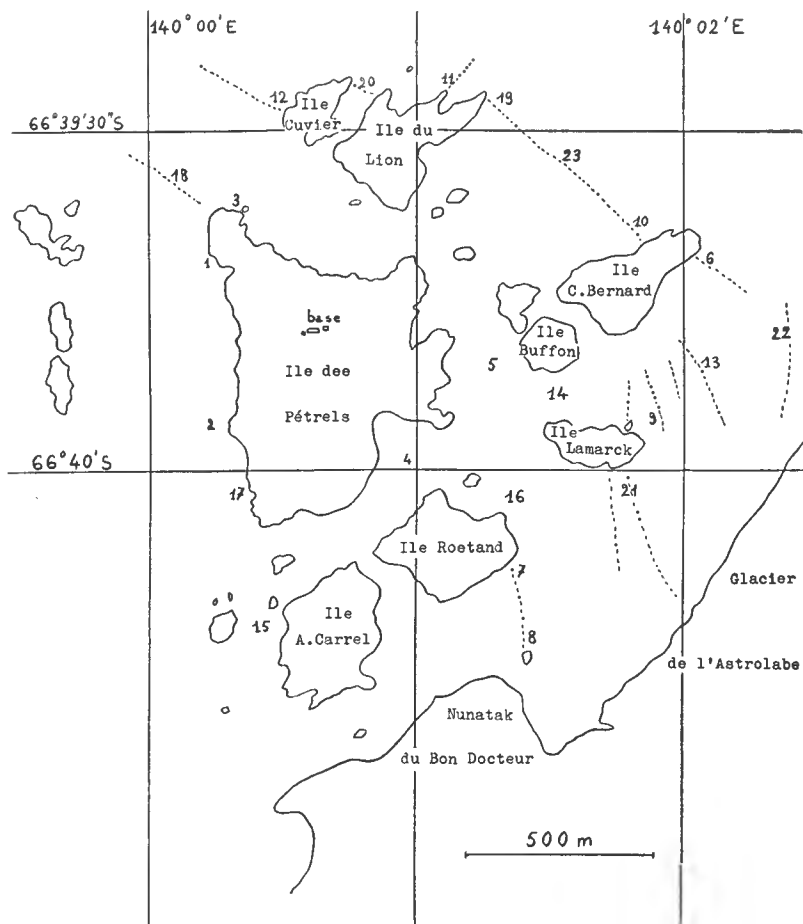 140°00'E
140°02'E
11
20
12
19
Ile
Cuvier
66°39'30"S
Ile du
Lion
23
18
3
10
1
Ile
C.Bernard
6
base
Ile
Buffon
22
5
13
Ile dee
Pétrels
14
9
2
Ile
Lamarck
66°40'S
4
17
16
21
Ile Roetand
7
Glacier
Ile
A.Carrel
15
8
de l'Astrolabe
Nunatak
du Bon Docteur
500 m